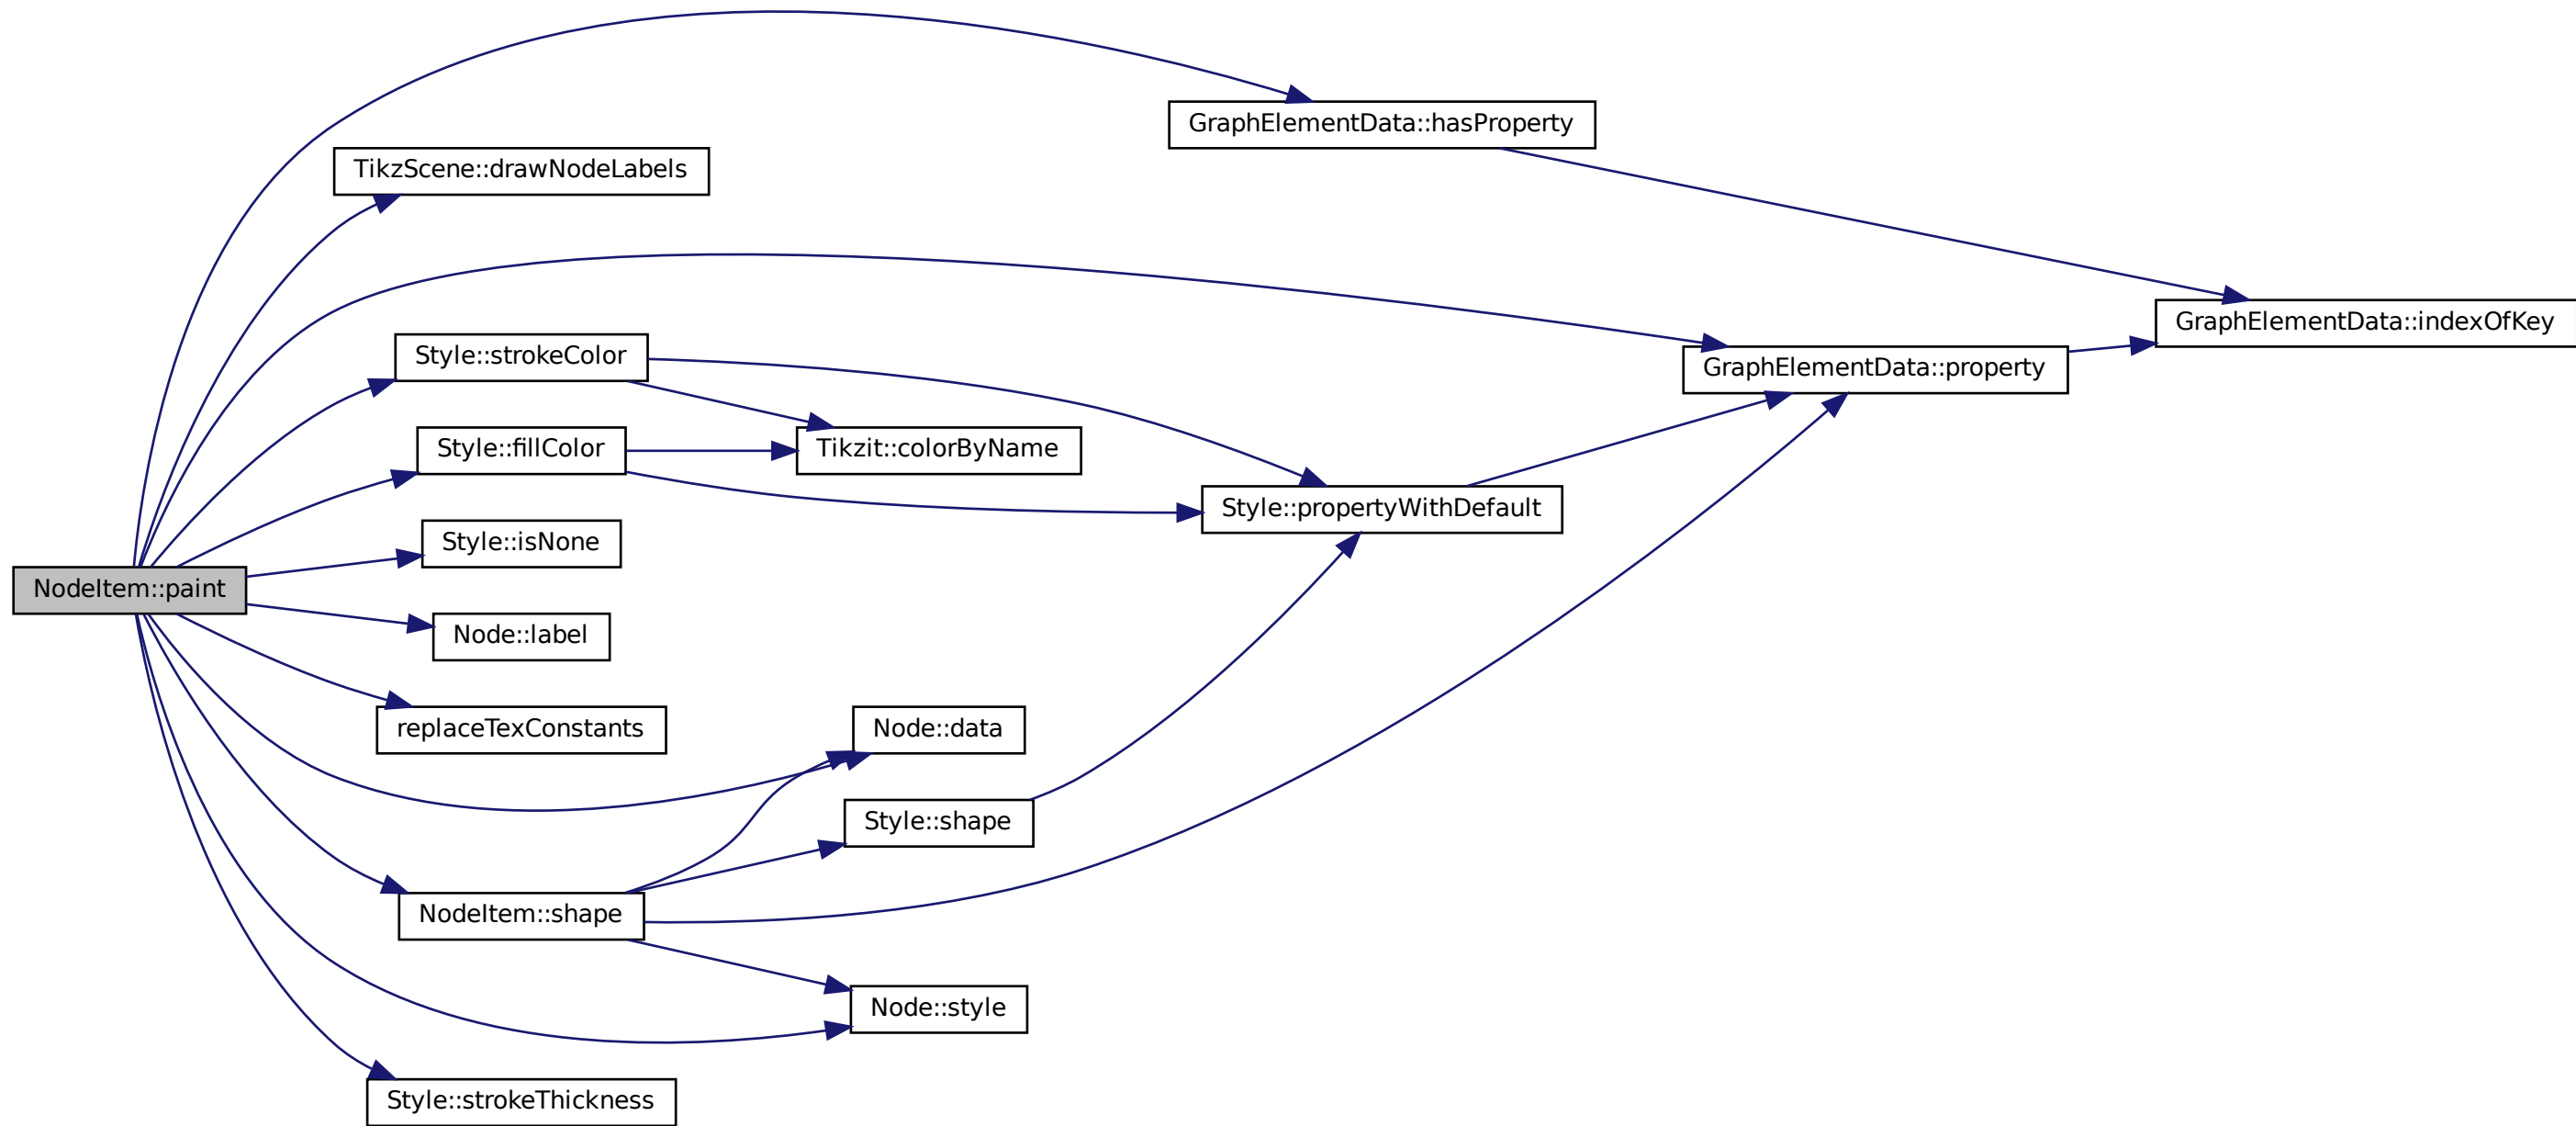 GraphElementData::hasProperty
TikzScene::drawNodeLabels
GraphElementData::indexOfKey
Style::strokeColor
GraphElementData::property
Style::fillColor
Tikzit::colorByName
Style::propertyWithDefault
Style::isNone
NodeItem::paint
Node::label
replaceTexConstants
Node::data
Style::shape
NodeItem::shape
Node::style
Style::strokeThickness